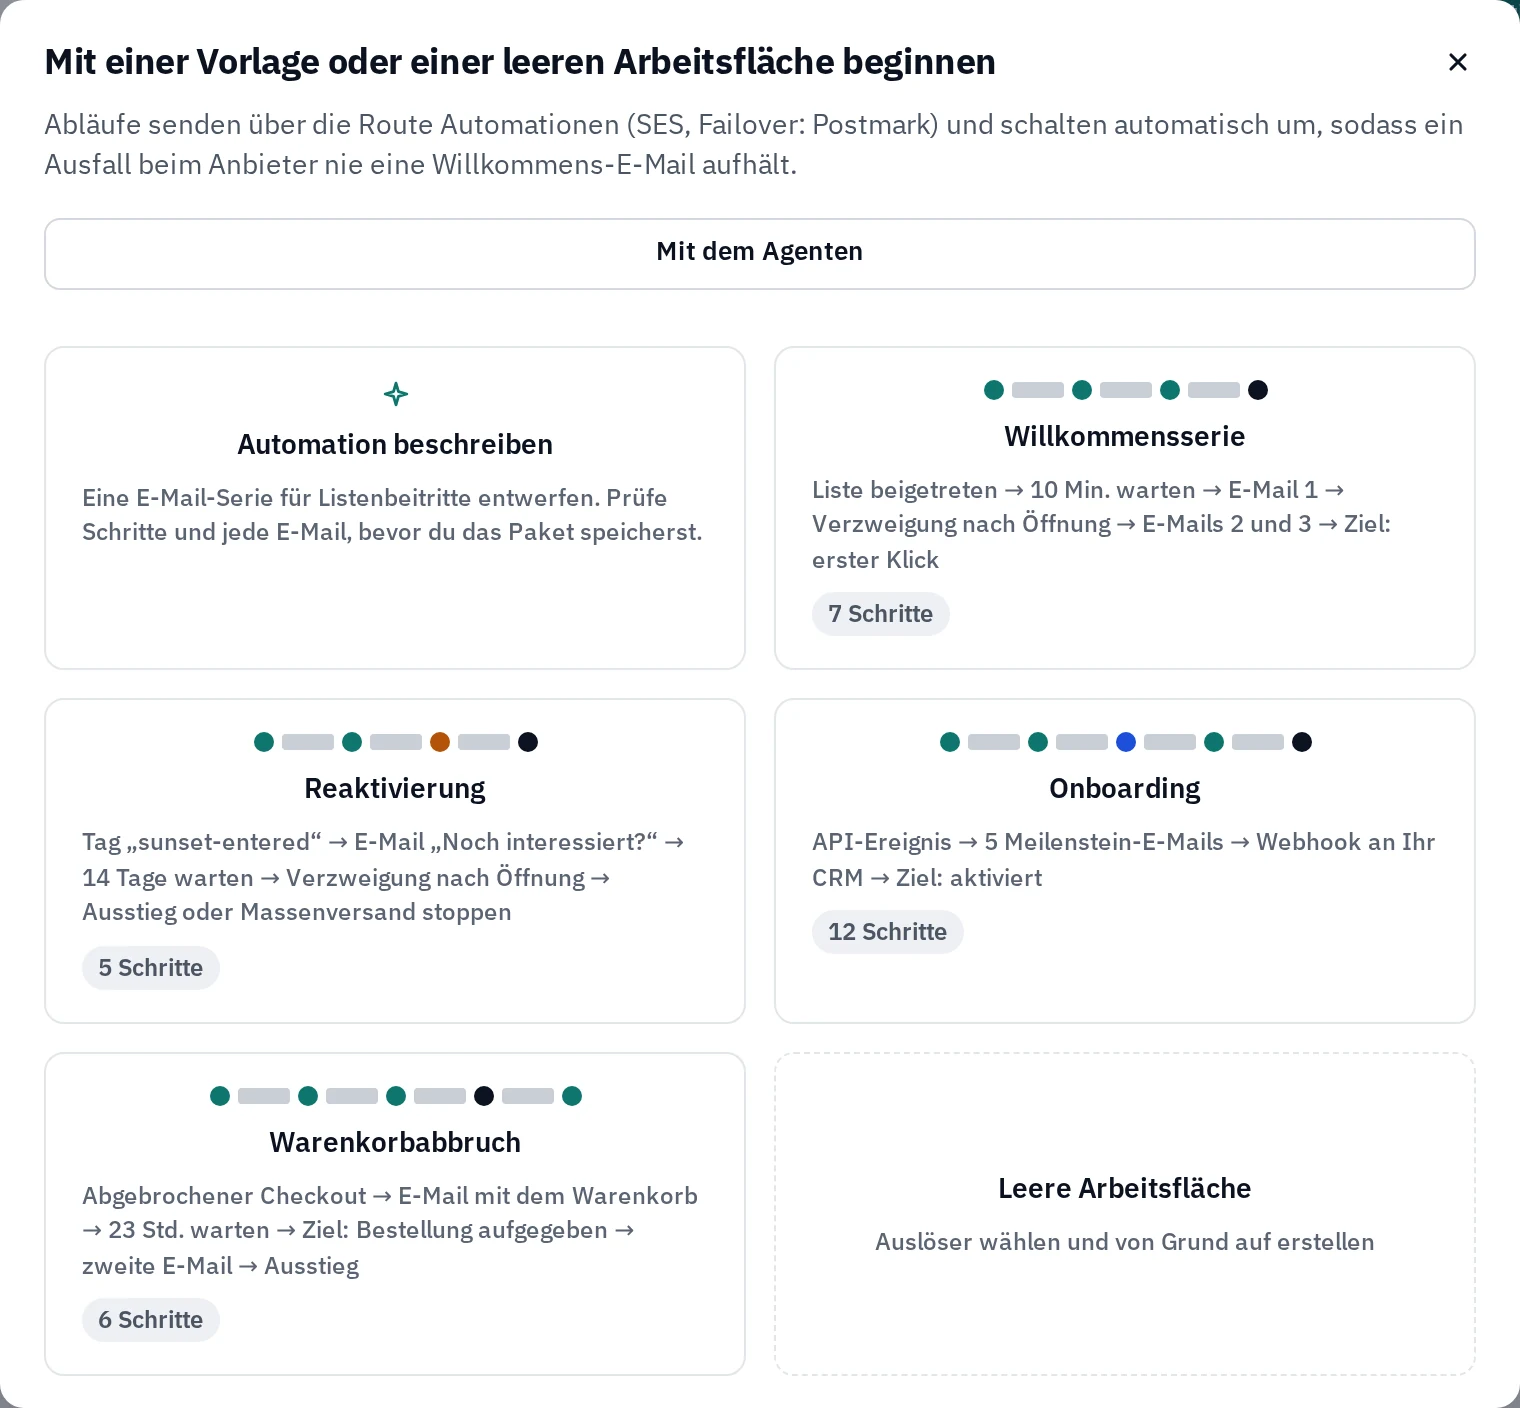 Mit einer Vorlage oder einer leeren Arbeitsfläche beginnen
Abläufe senden über die Route Automationen (SES, Failover: Postmark) und schalten automatisch um, sodass ein
Ausfall beim Anbieter nie eine Willkommens-E-Mail aufhält.
Mit dem Agenten
Automation beschreiben
Eine E-Mail-Serie für Listenbeitritte entwerfen. Prüfe
Schritte und jede E-Mail, bevor du das Paket speicherst.
Willkommensserie
Liste beigetreten → 10 Min. warten → E-Mail 1 →
Verzweigung nach Öffnung → E-Mails 2 und 3 → Ziel:
erster Klick
7 Schritte
Reaktivierung
Tag „sunset-entered“ → E-Mail „Noch interessiert?“ →
14 Tage warten → Verzweigung nach Öffnung →
Ausstieg oder Massenversand stoppen
5 Schritte
Onboarding
API-Ereignis → 5 Meilenstein-E-Mails → Webhook an Ihr
CRM → Ziel: aktiviert
12 Schritte
Warenkorbabbruch
Abgebrochener Checkout → E-Mail mit dem Warenkorb
→ 23 Std. warten → Ziel: Bestellung aufgegeben →
zweite E-Mail → Ausstieg
6 Schritte
Leere Arbeitsfläche
Auslöser wählen und von Grund auf erstellen